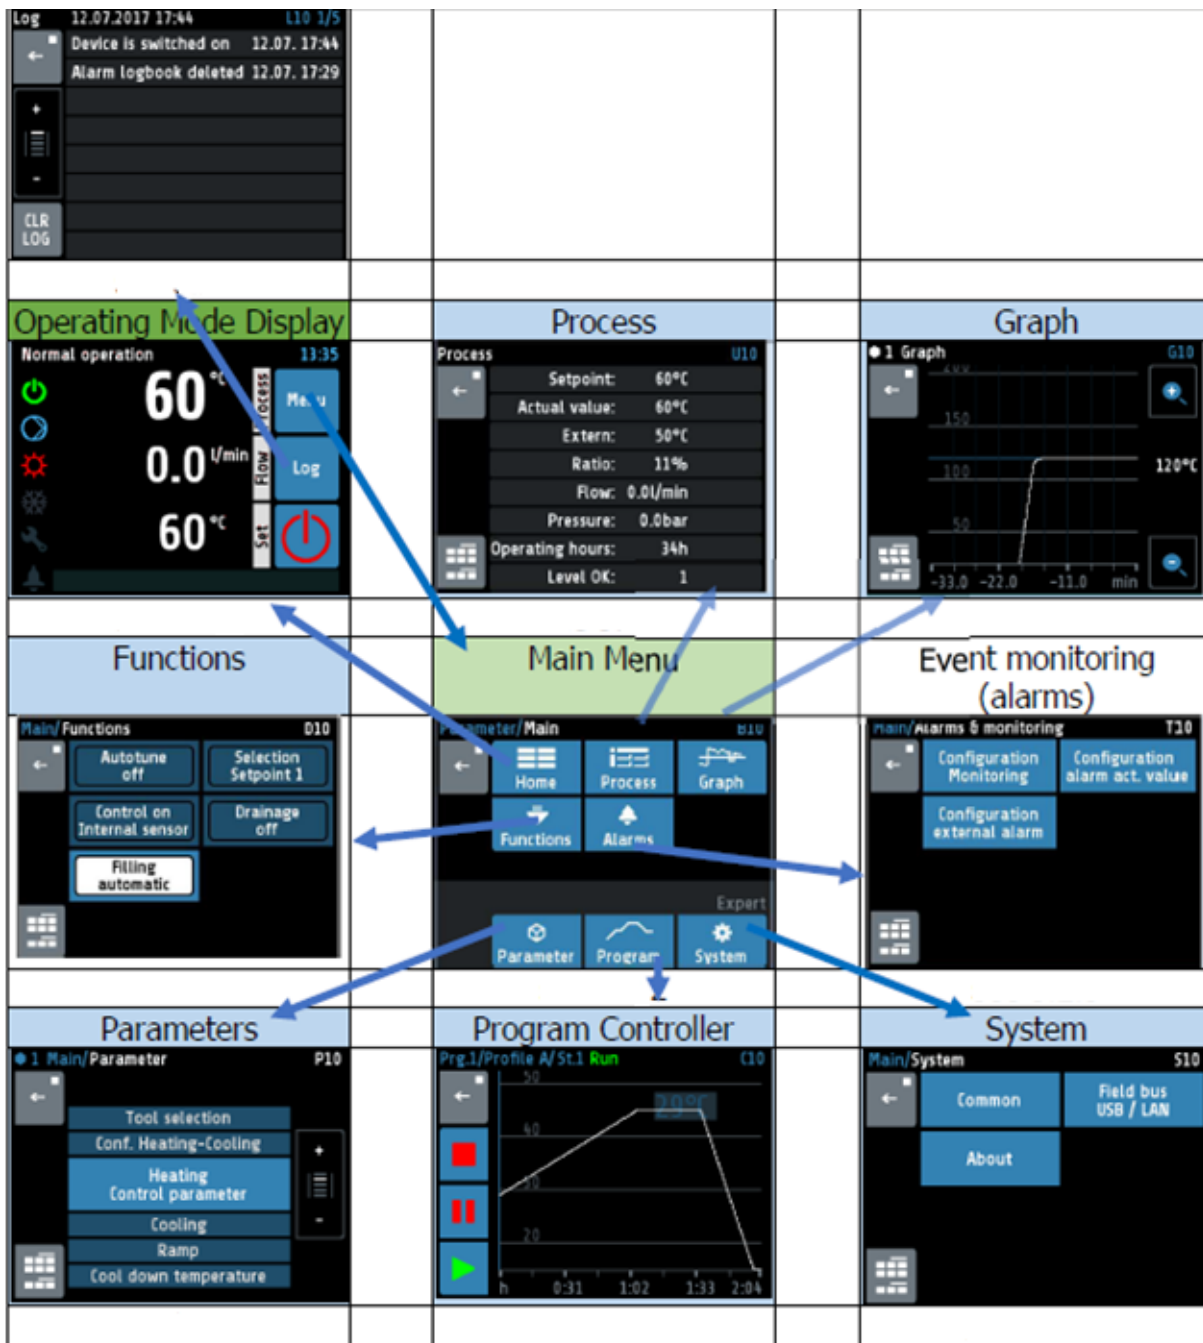 Log 12.07.2017 17:44 L10 1/5
Device is switched on 12.07. 17:44
Alarm logbook deleted 12.07. 17:29
+
-
CLR
LOG
Operating Mode Display
Normal operation 13:35
60 °C Process Menu
0.0 l/min Flow Log
60 °C Set
Process
Process U10
Setpoint: 60°C
Actual value: 60°C
Extern: 50°C
Ratio: 11%
Flow: 0.0l/min
Pressure: 0.0bar
Operating hours: 34h
Level OK: 1
Graph
1 Graph G10
200
150
100
50
120°C
-33.0 -22.0 -11.0 min
Functions
Main/Functions D10
Autotune
off
Selection
Setpoint 1
Control on
Internal sensor
Drainage
off
Filling
automatic
Main Menu
Parameter/Main B10
Home Process Graph
Functions Alarms
Expert
Parameter Program System
Event monitoring
(alarms)
Main/Alarms & monitoring T10
Configuration
Monitoring
Configuration
alarm act. value
Configuration
external alarm
Parameters
1 Main/Parameter P10
Tool selection
Conf. Heating-Cooling
Heating
Control parameter
Cooling
Ramp
Cool down temperature
+
-
Program Controller
Prg.1/Profile A/St.1 Run C10
50
29°C
40
30
20
h 0:31 1:02 1:33 2:04
System
Main/System S10
Common
Field bus
USB / LAN
About